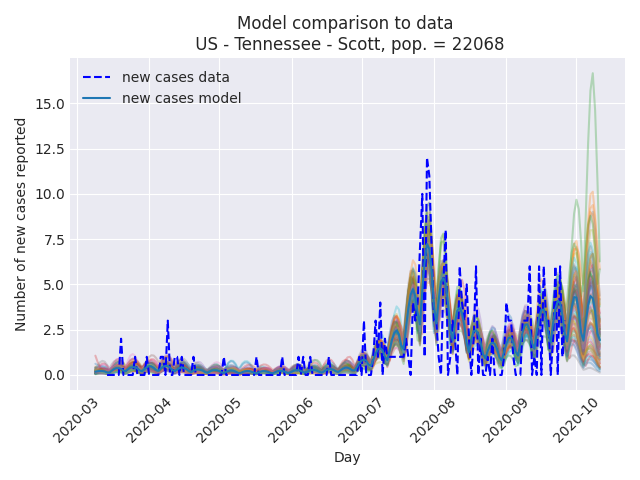 Model comparison to data
US - Tennessee - Scott, pop. = 22068
new cases data
new cases model
Number of new cases reported
15.0
12.5
10.0
7.5
5.0
2.5
0.0
2020-03
2020-04
2020-05
2020-06
2020-07
2020-08
2020-09
2020-10
Day